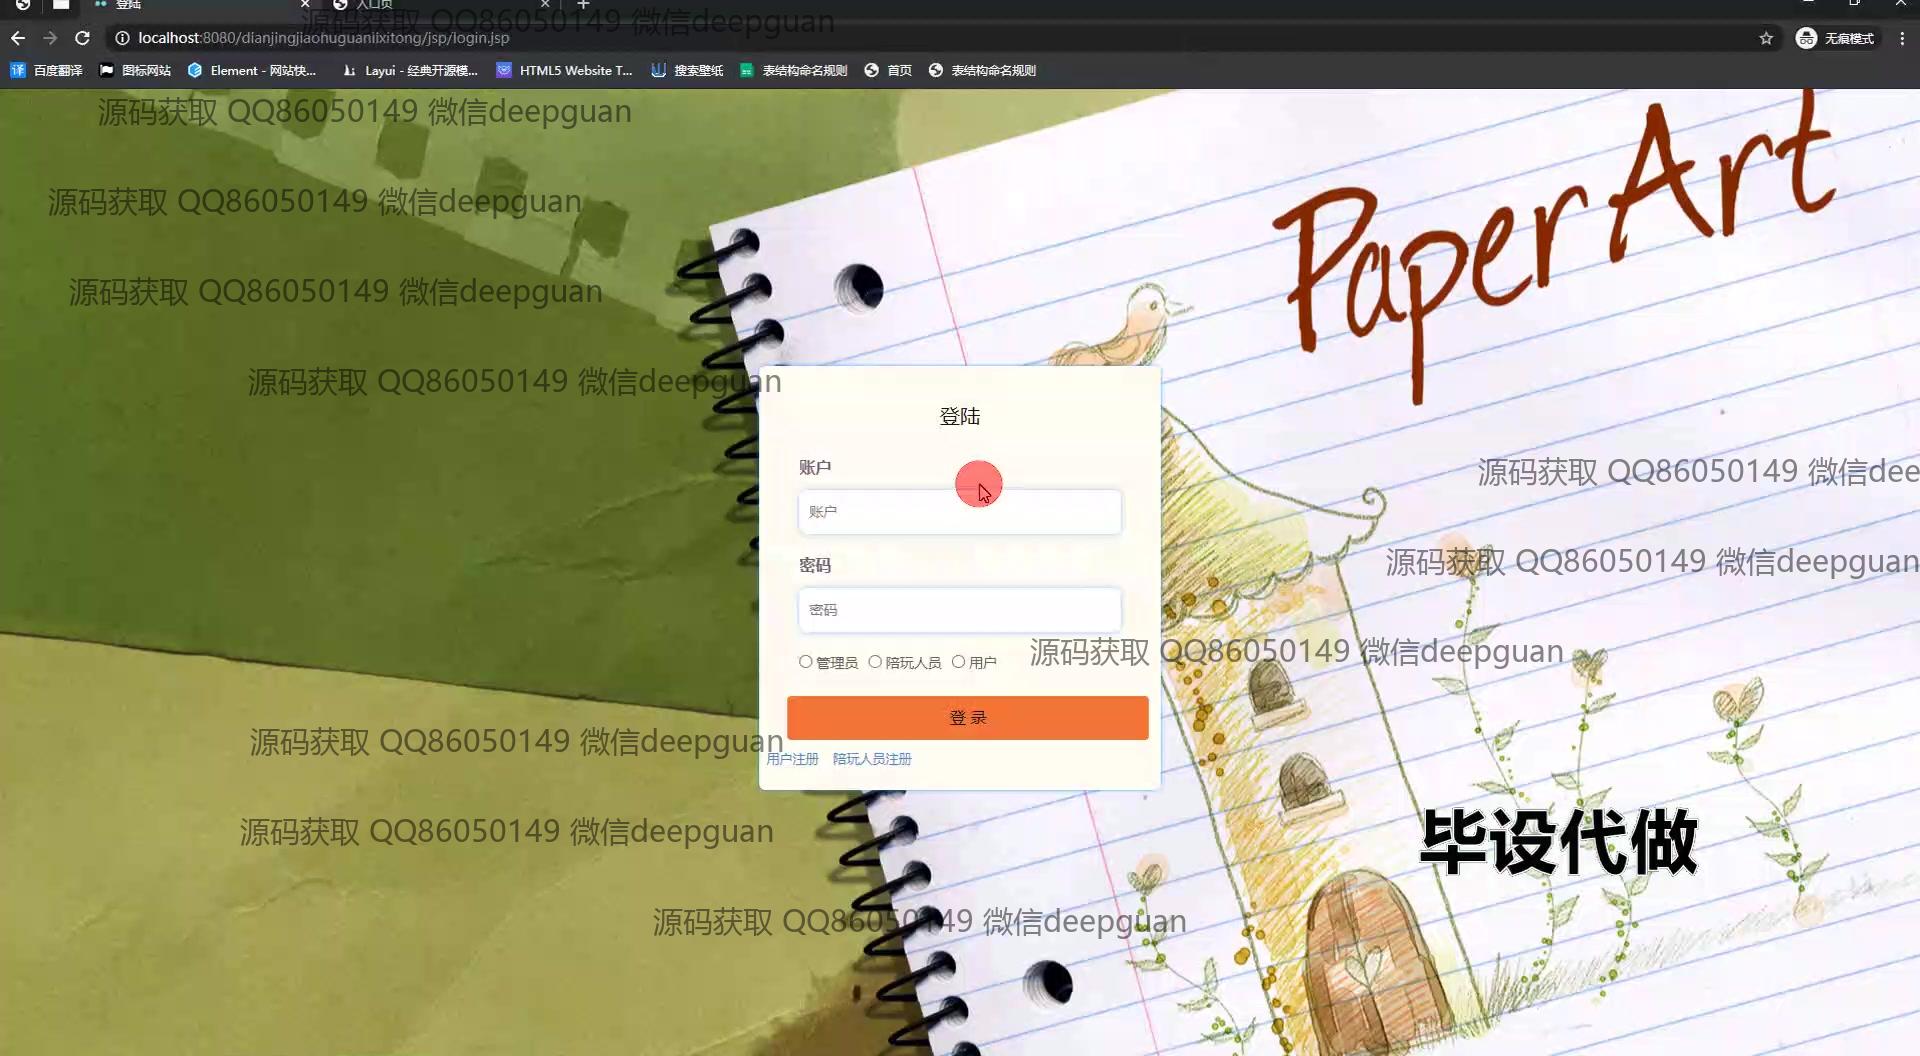 登陆
入口页
源码获取 QQ86050149 微信deepguan
localhost:8080/dianjingjiaohuguanlixitong/jsp/login.jsp
无痕模式
译 百度翻译
图标网站
Element - 网站快...
Layui - 经典开源模...
HTML5 Website T...
搜索壁纸
表结构命名规则
首页
表结构命名规则
源码获取 QQ86050149 微信deepguan
PaperArt
源码获取 QQ86050149 微信deepguan
源码获取 QQ86050149 微信deepguan
源码获取 QQ86050149 微信deepguan
登陆
账户
源码获取 QQ86050149 微信dee
账户
密码
源码获取 QQ86050149 微信deepguan
密码
源码获取 QQ86050149 微信deepguan
管理员 陪玩人员 用户
登 录
源码获取 QQ86050149 微信deepguan
用户注册 陪玩人员注册
源码获取 QQ86050149 微信deepguan
毕设代做
源码获取 QQ86050149 微信deepguan